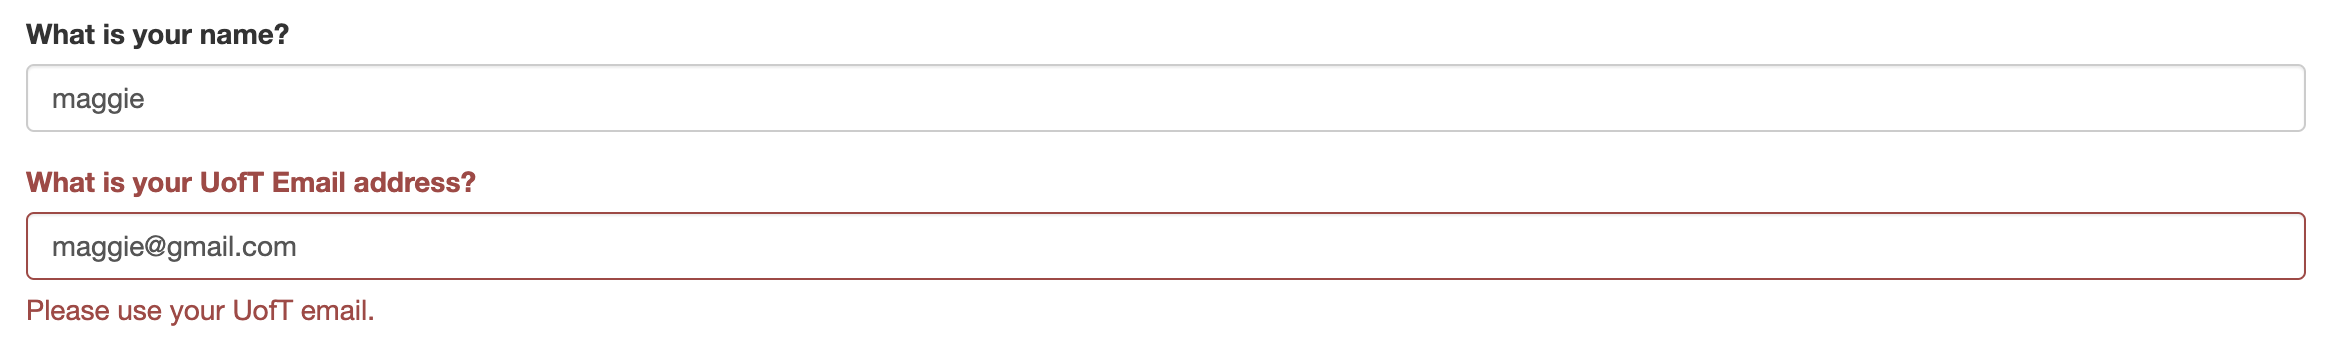 What is your name?
maggie
What is your UofT Email address?
maggie@gmail.com
Please use your UofT email.